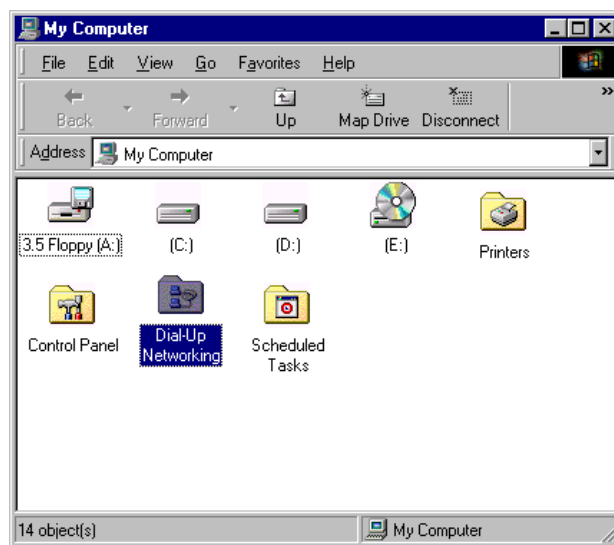 My Computer
File Edit View Go Favorites Help
Back Forward Up Map Drive Disconnect »
Address My Computer
3.5 Floppy (A:) (C:) (D:) (E:) Printers
Control Panel Dial-Up Networking Scheduled Tasks
14 object(s) My Computer